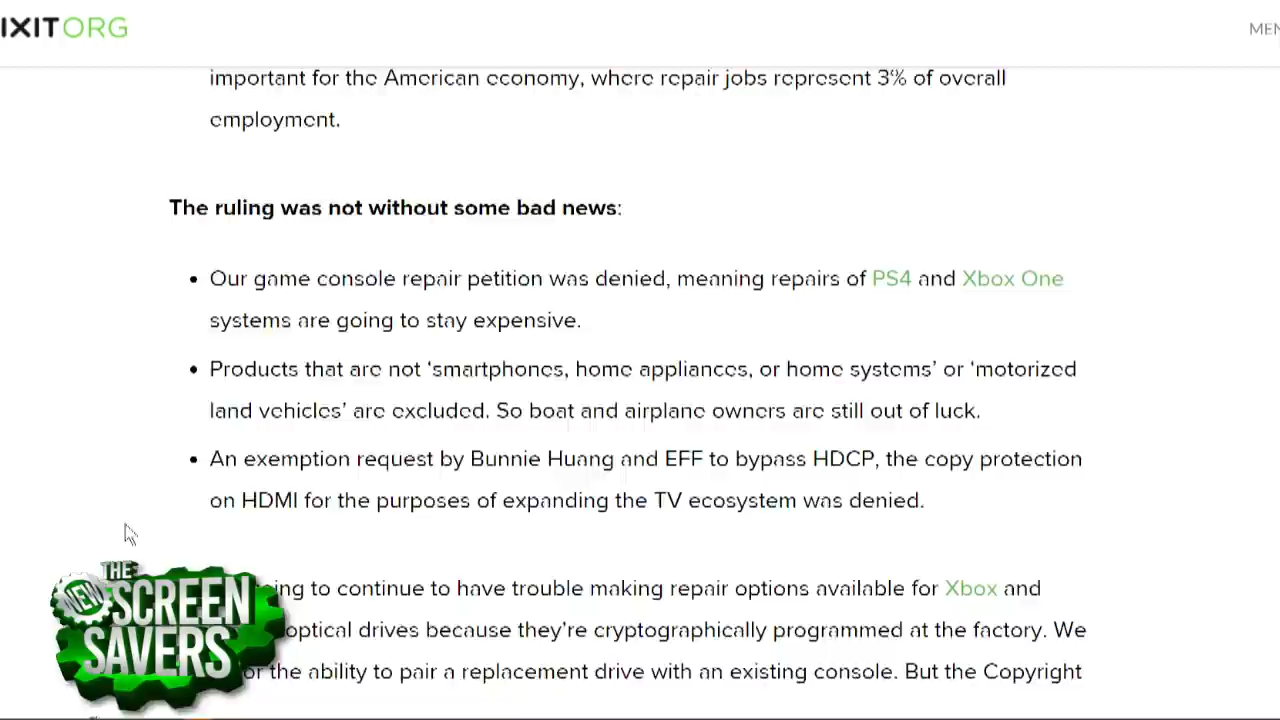 IXITORG
MEN
important for the American economy, where repair jobs represent 3% of overall
employment.
The ruling was not without some bad news:
• Our game console repair petition was denied, meaning repairs of PS4 and Xbox One
systems are going to stay expensive.
• Products that are not ‘smartphones, home appliances, or home systems’ or ‘motorized
land vehicles’ are excluded. So boat and airplane owners are still out of luck.
• An exemption request by Bunnie Huang and EFF to bypass HDCP, the copy protection
on HDMI for the purposes of expanding the TV ecosystem was denied.
ing to continue to have trouble making repair options available for Xbox and
optical drives because they’re cryptographically programmed at the factory. We
the ability to pair a replacement drive with an existing console. But the Copyright
THE
NEW
SCREEN
SAVERS